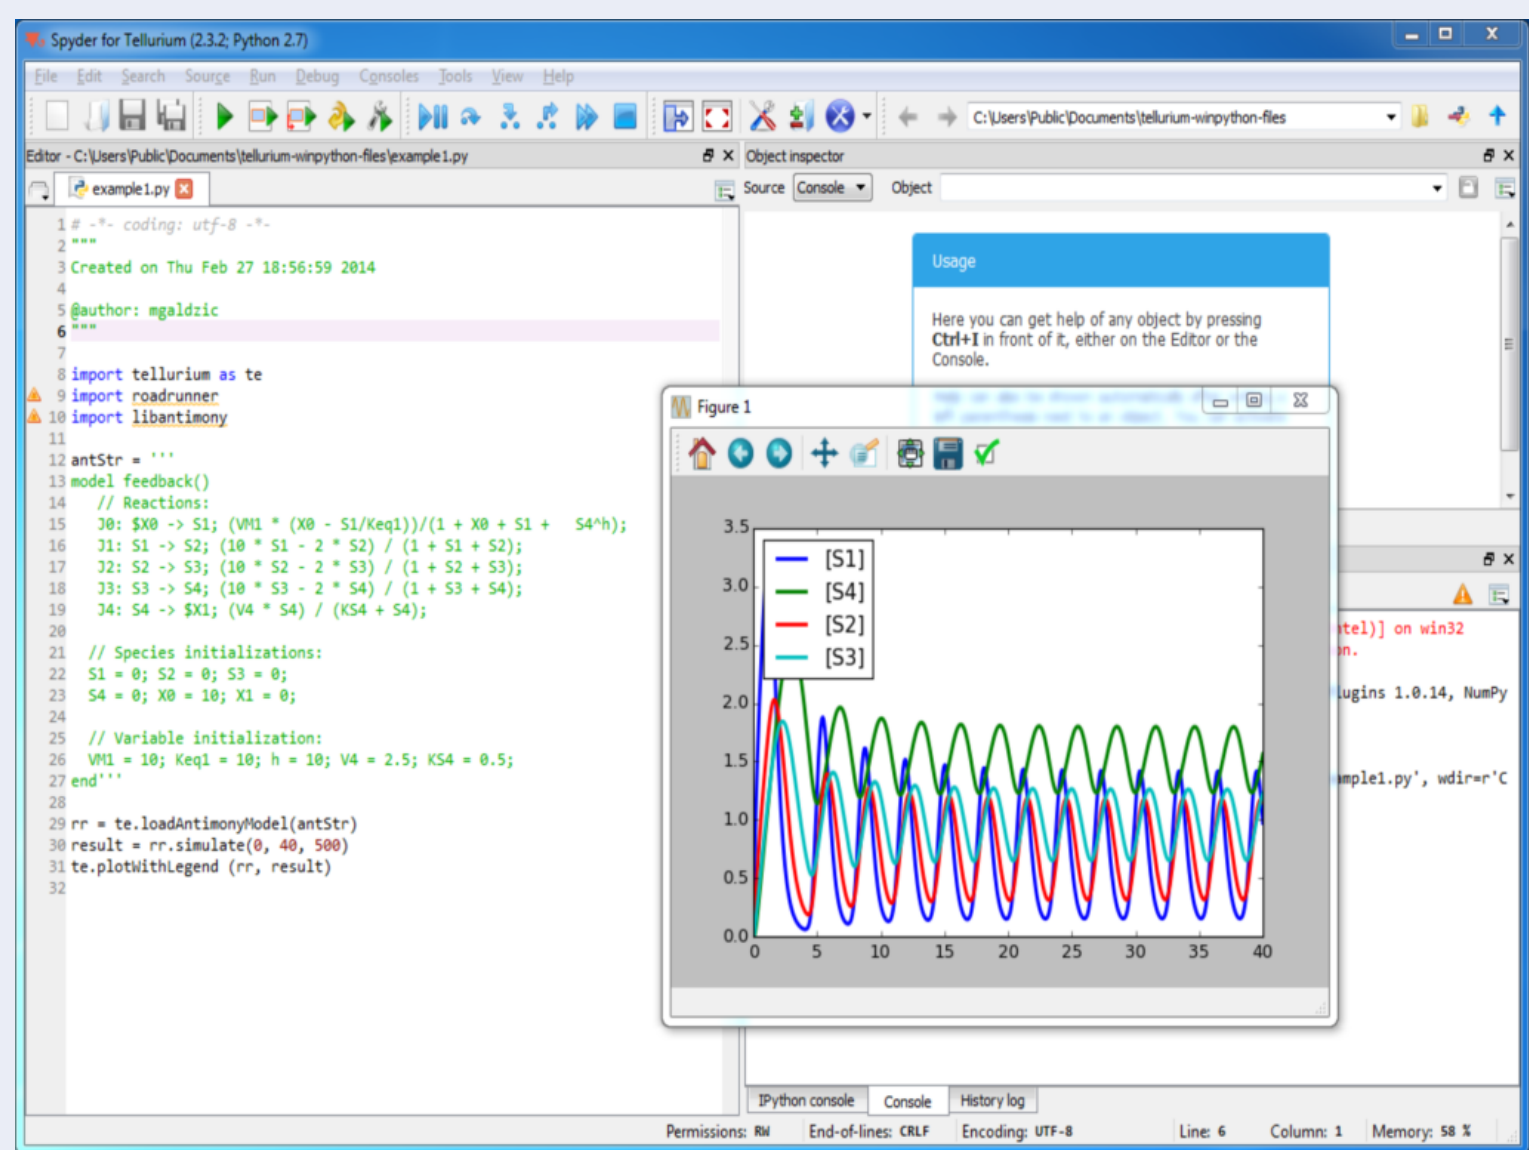 Spyder for Tellurium (2.3.2; Python 2.7)
File Edit Search Source Run Debug Consoles Tools View Help
C:\Users\Public\Documents\tellurium-winpython-files
Editor - C:\Users\Public\Documents\tellurium-winpython-files\example1.py
example1.py
1 # -*- coding: utf-8 -*-
2 """
3 Created on Thu Feb 27 18:56:59 2014
4
5 @author: mgaldzic
6 """
7
8 import tellurium as te
9 import roadrunner
10 import libantimony
11
12 antStr = '''
13 model feedback()
14 // Reactions:
15 J0: $X0 -> S1; (VM1 * (X0 - S1/Keq1))/(1 + X0 + S1 + S4^h);
16 J1: S1 -> S2; (10 * S1 - 2 * S2) / (1 + S1 + S2);
17 J2: S2 -> S3; (10 * S2 - 2 * S3) / (1 + S2 + S3);
18 J3: S3 -> S4; (10 * S3 - 2 * S4) / (1 + S3 + S4);
19 J4: S4 -> $X1; (V4 * S4) / (KS4 + S4);
20
21 // Species initializations:
22 S1 = 0; S2 = 0; S3 = 0;
23 S4 = 0; X0 = 10; X1 = 0;
24
25 // Variable initialization:
26 VM1 = 10; Keq1 = 10; h = 10; V4 = 2.5; KS4 = 0.5;
27 end'''
28
29 rr = te.loadAntimonyModel(antStr)
30 result = rr.simulate(0, 40, 500)
31 te.plotWithLegend (rr, result)
32
Object inspector
Source Console Object
Usage
Here you can get help of any object by pressing
Ctrl+I in front of it, either on the Editor or the
Console.
Figure 1
3.5
3.0
2.5
2.0
1.5
1.0
0.5
0.0
[S1]
[S4]
[S2]
[S3]
0 5 10 15 20 25 30 35 40
ntel)] on win32
on.
lugins 1.0.14, NumPy
ample1.py', wdir=r'C
IPython console Console History log
Permissions: RW End-of-lines: CRLF Encoding: UTF-8 Line: 6 Column: 1 Memory: 58 %